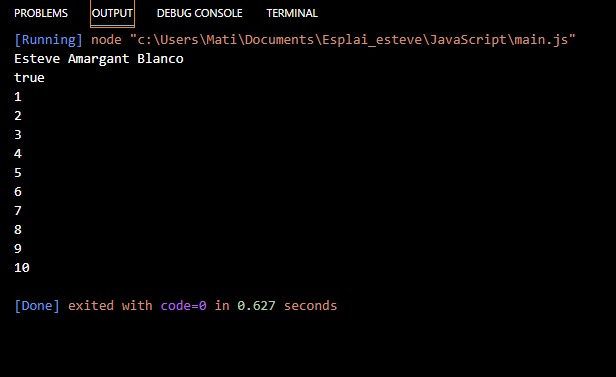 PROBLEMS OUTPUT DEBUG CONSOLE TERMINAL
[Running] node "c:\Users\Mati\Documents\Esplai_esteve\JavaScript\main.js"
Esteve Amargant Blanco
true
1
2
3
4
5
6
7
8
9
10
[Done] exited with code=0 in 0.627 seconds